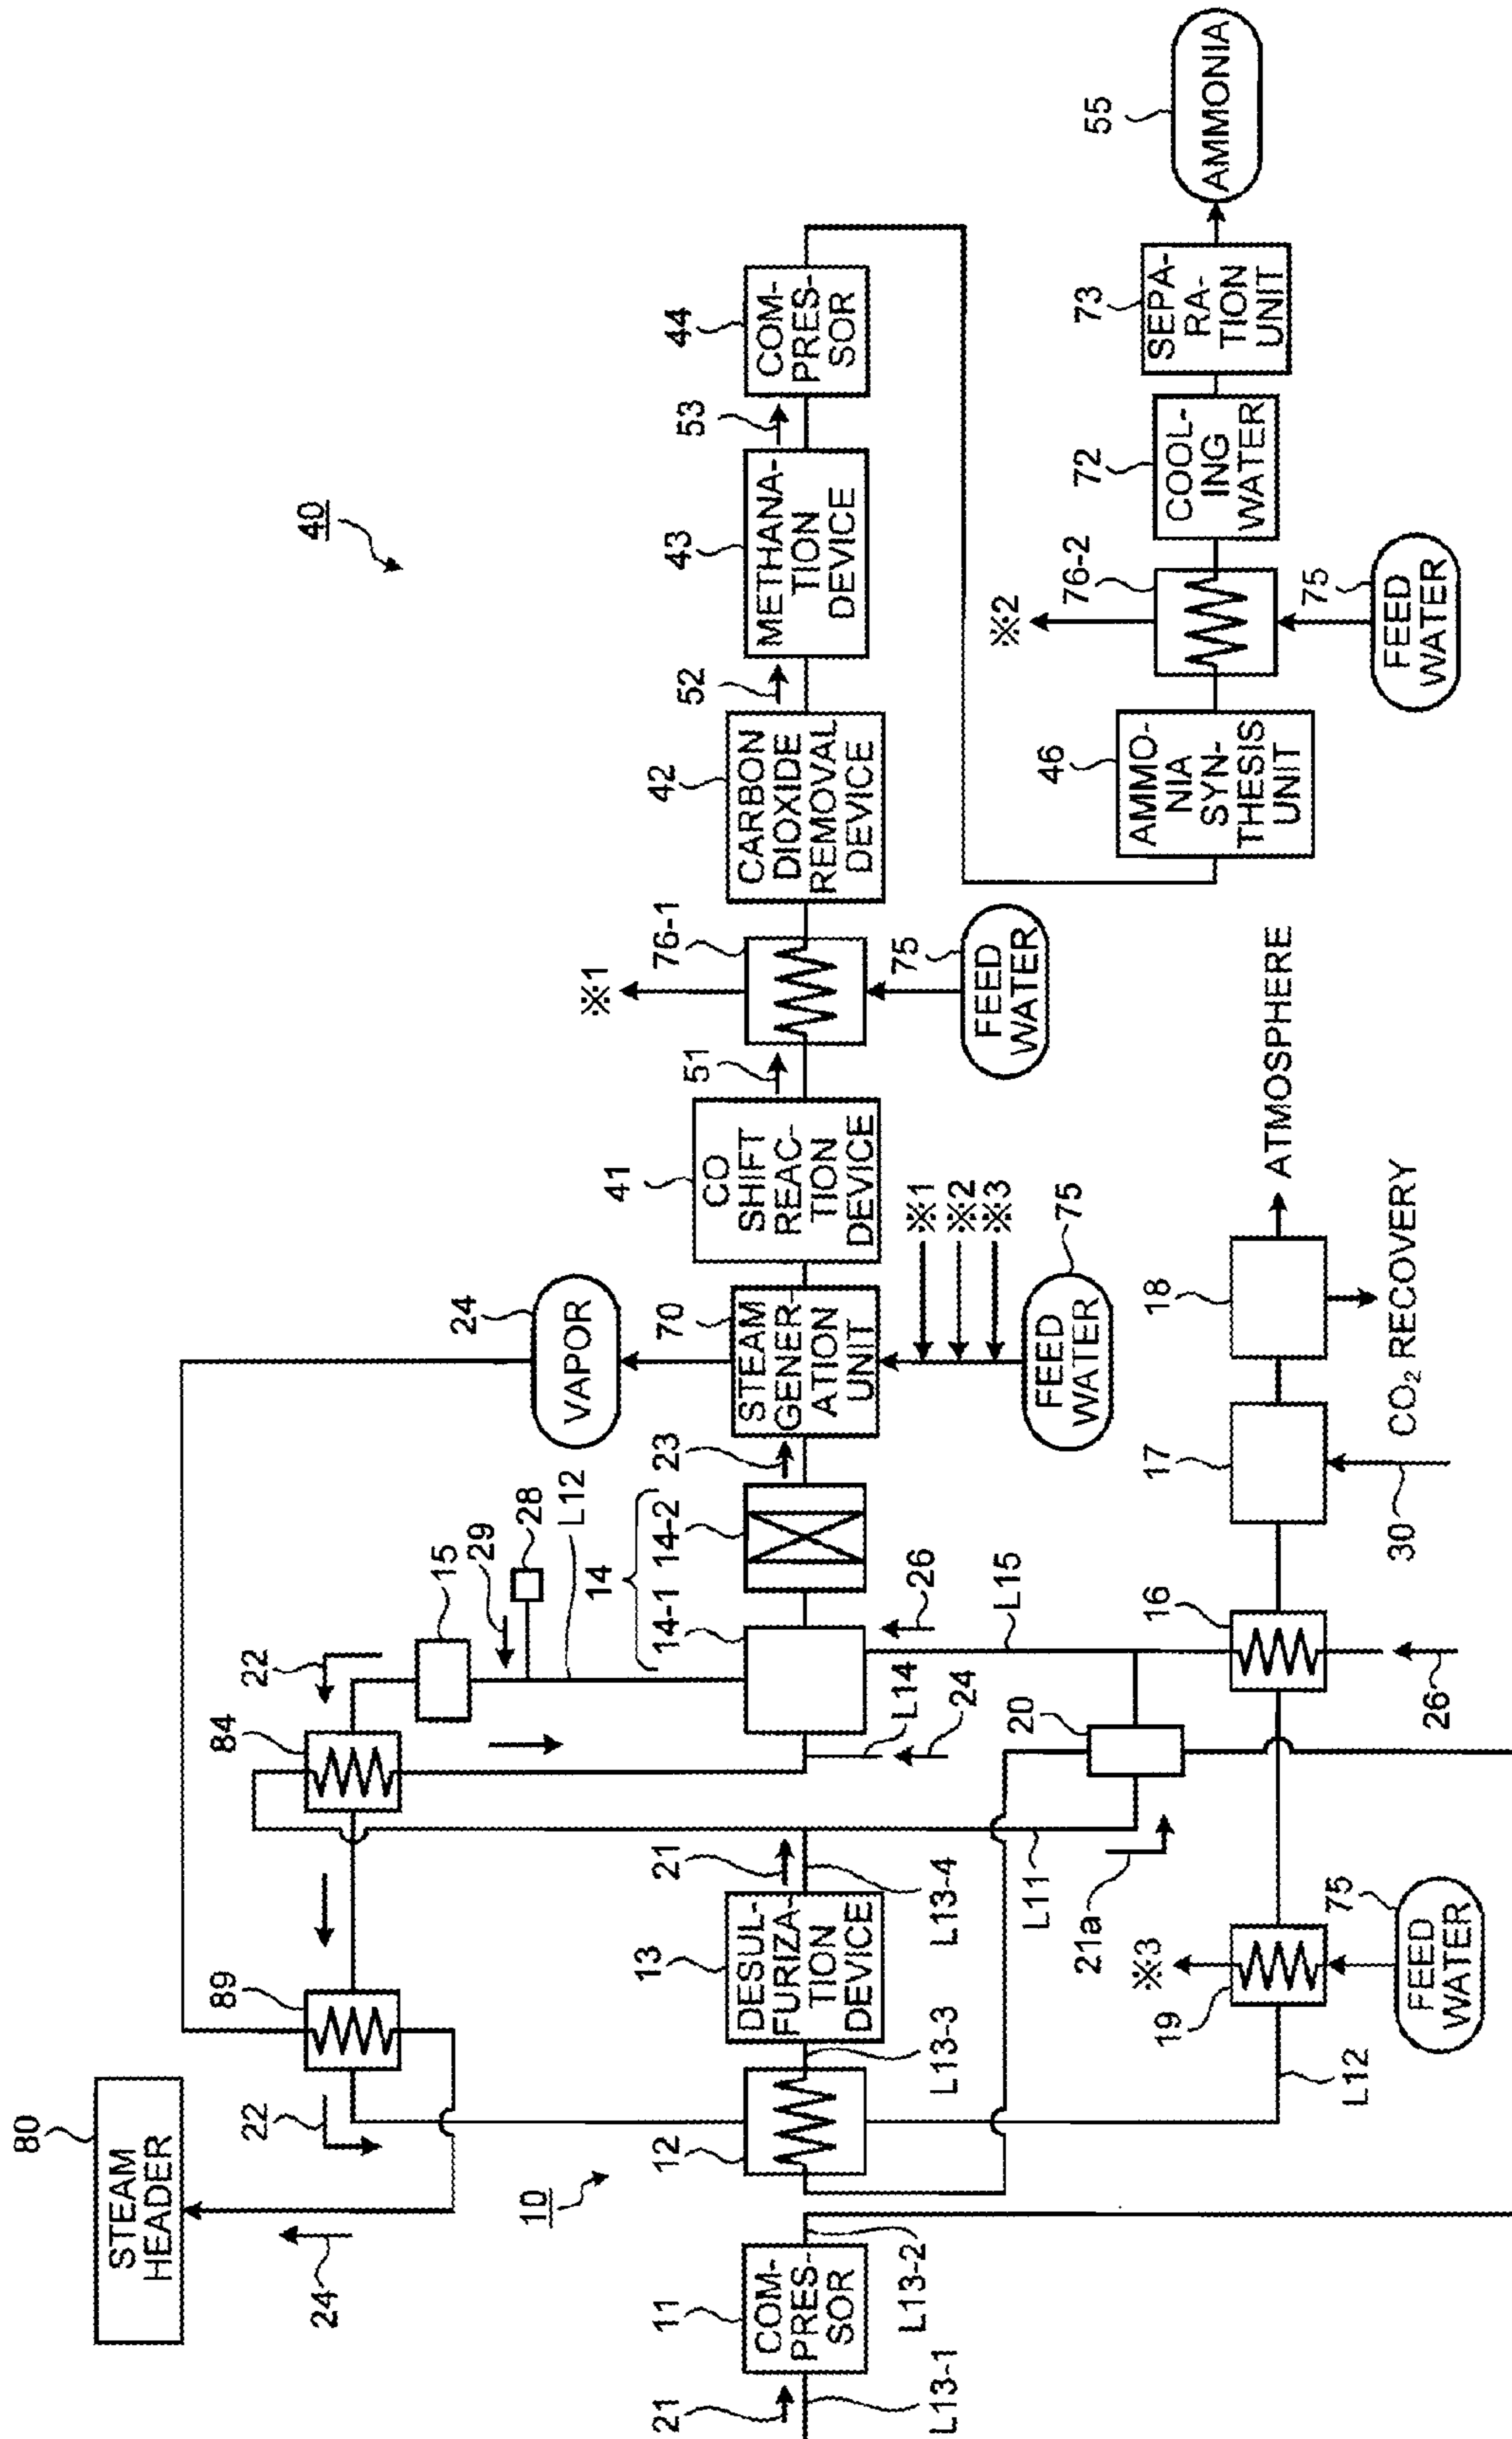 40
80
STEAM
HEADER
24
22
89
84
22
15
29
28
L12
14
14-1
14-2
24
VAPOR
23
70
STEAM
GENER-
ATION
UNIT
41
CO
SHIFT
REAC-
TION
DEVICE
51
※1
76-1
42
CARBON
DIOXIDE
REMOVAL
DEVICE
52
43
METHANA-
TION
DEVICE
53
44
COM-
PRES-
SOR
10
21
L13-1
11
COM-
PRES-
SOR
L13-2
12
L13-3
13
DESUL-
FURIZA-
TION
DEVICE
21
L13-4
L14
24
26
L15
※1
※2
※3
75
FEED
WATER
75
FEED
WATER
L11
21a
20
46
AMMO-
NIA
SYN-
THESIS
UNIT
※2
76-2
75
FEED
WATER
72
COOL-
ING
WATER
73
SEPA-
RA-
TION
UNIT
55
AMMONIA
L12
※3
19
75
FEED
WATER
16
26
17
30
18
ATMOSPHERE
CO₂ RECOVERY